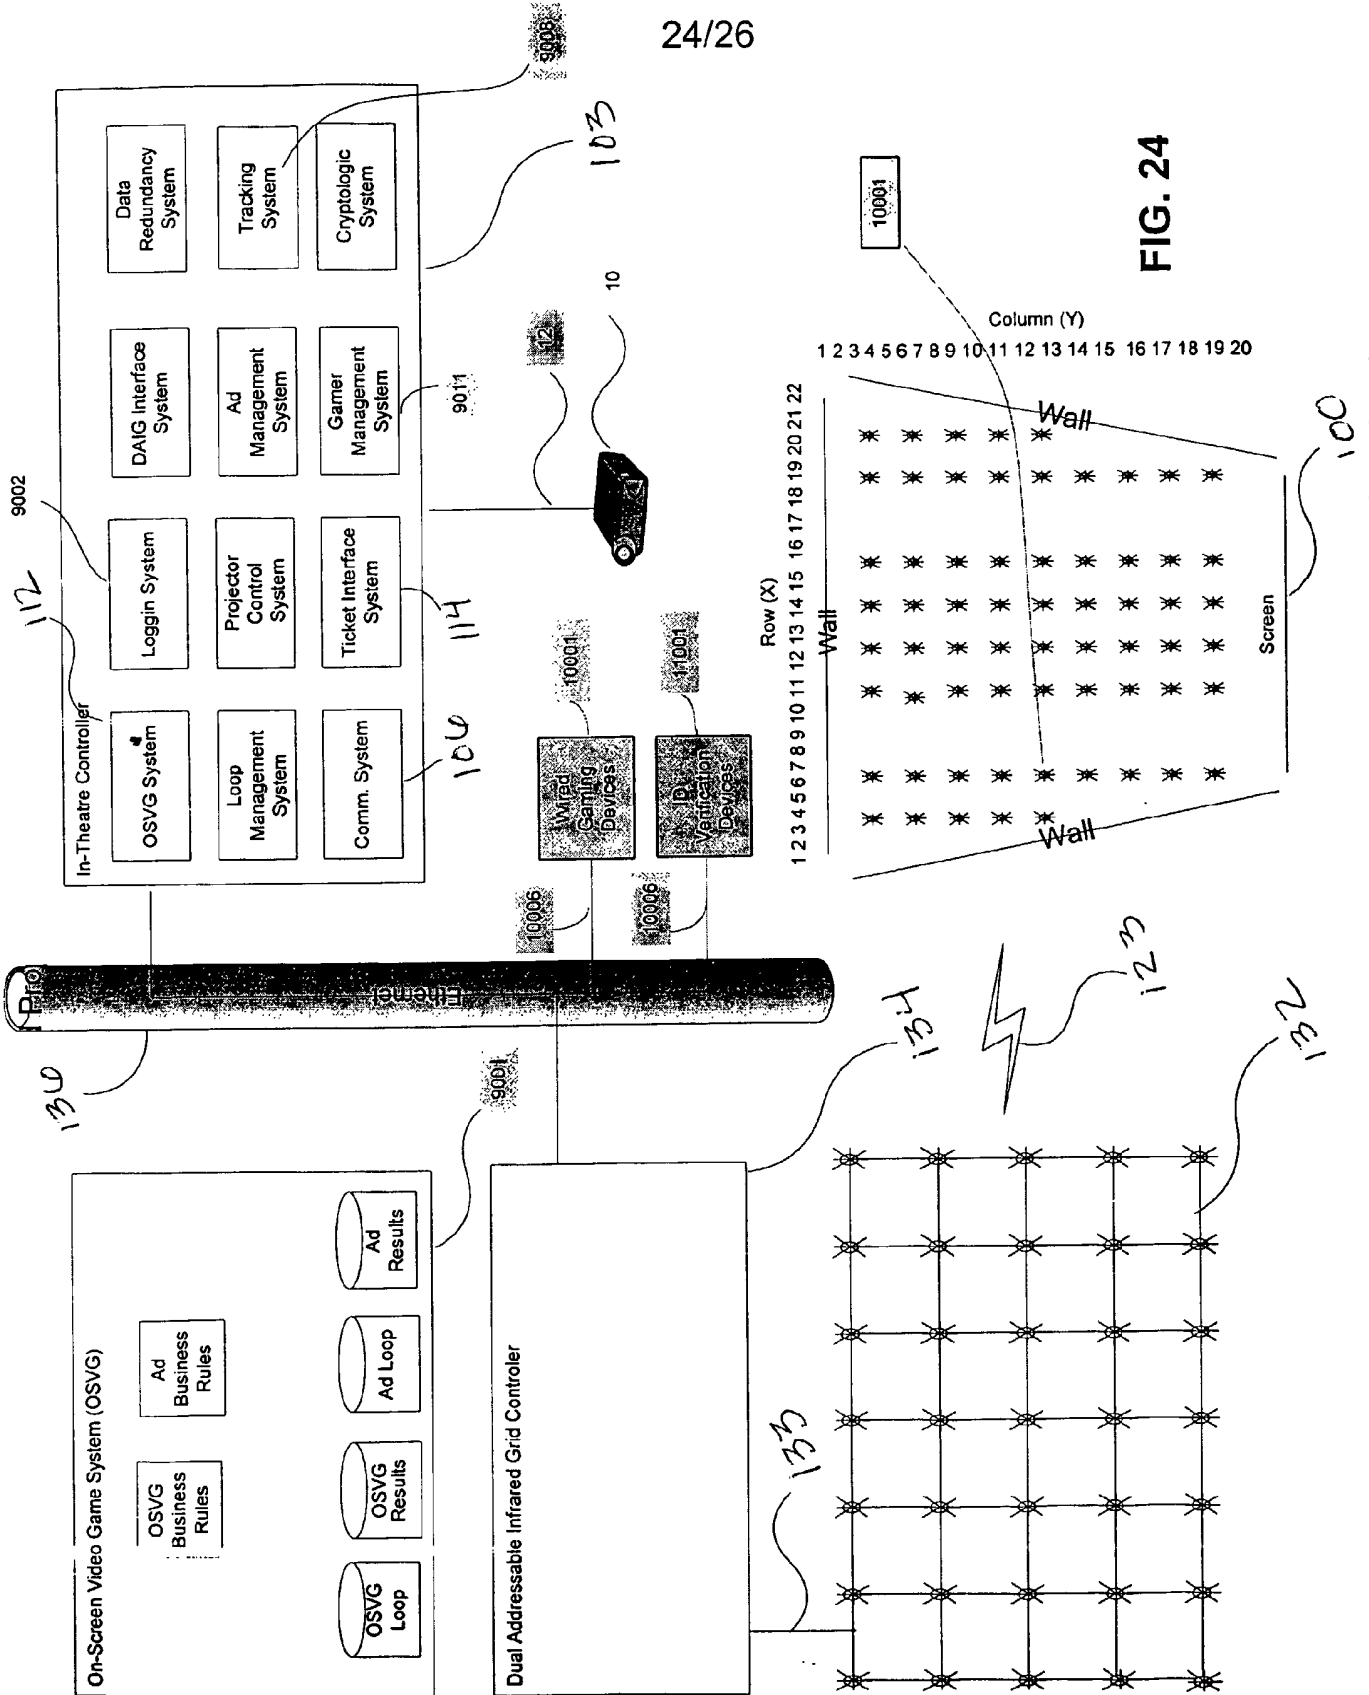 24/26
In-Theatre Controller
OSVG System
Loggin System
DAIG Interface
System
Data
Redundancy
System
Loop
Management
System
Projector
Control
System
Ad
Management
System
Tracking
System
Comm. System
Ticket Interface
System
Gamer
Management
System
Cryptologic
System
112
9002
9008
106
114
9011
103
12
10
136
Ethernet
10006
Wired
Gaming
Devices
10001
10006
ID
Verification
Devices
11001
On-Screen Video Game System (OSVG)
OSVG
Business
Rules
Ad
Business
Rules
OSVG
Loop
OSVG
Results
Ad Loop
Ad
Results
9001
Dual Addressable Infrared Grid Controler
134
133
132
123
Row (X)
1 2 3 4 5 6 7 8 9 10 11 12 13 14 15 16 17 18 19 20 21 22
Wall
Column (Y)
1 2 3 4 5 6 7 8 9 10 11 12 13 14 15 16 17 18 19 20
Wall
Wall
Screen
100
10001
FIG. 24